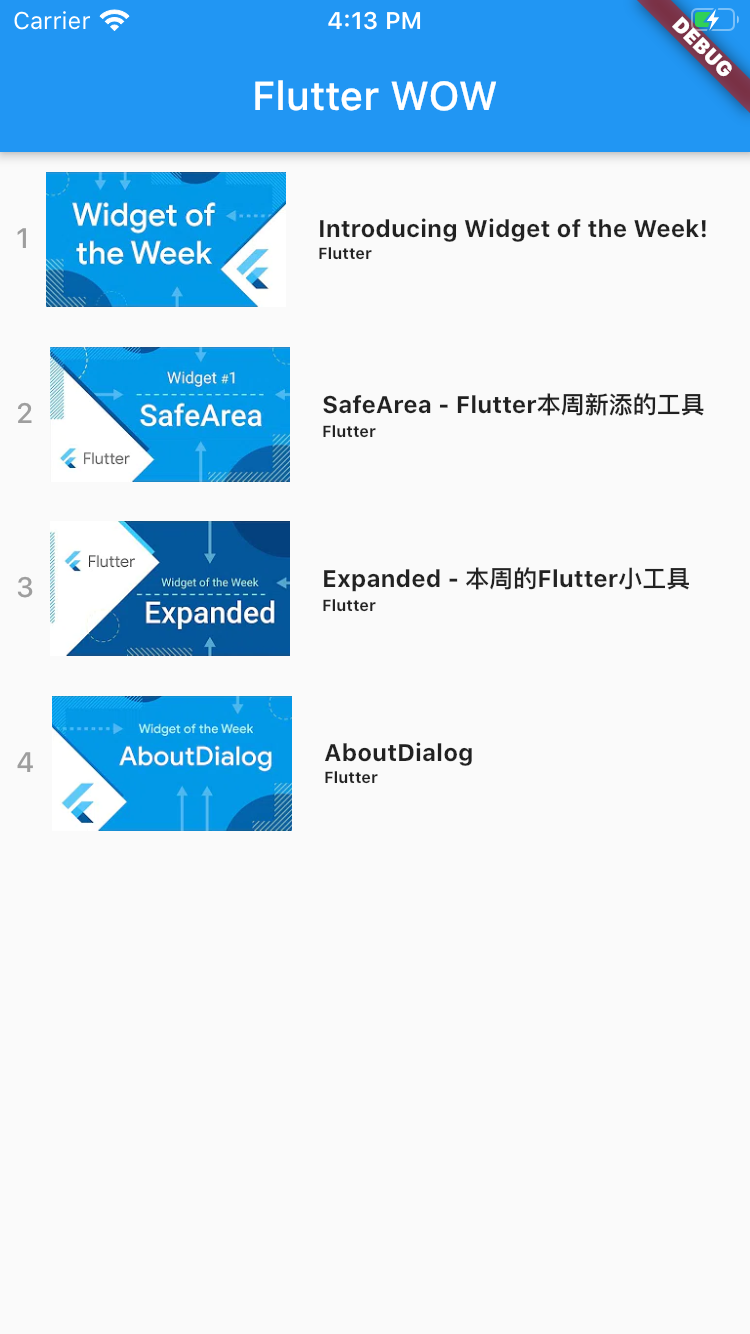 Carrier 4:13 PM
DEBUG
Flutter WOW
1
Widget of
the Week
Introducing Widget of the Week!
Flutter
2
Widget #1
SafeArea
Flutter
SafeArea - Flutter本周新添的工具
Flutter
3
Flutter
Widget of the Week
Expanded
Expanded - 本周的Flutter小工具
Flutter
4
Widget of the Week
AboutDialog
AboutDialog
Flutter